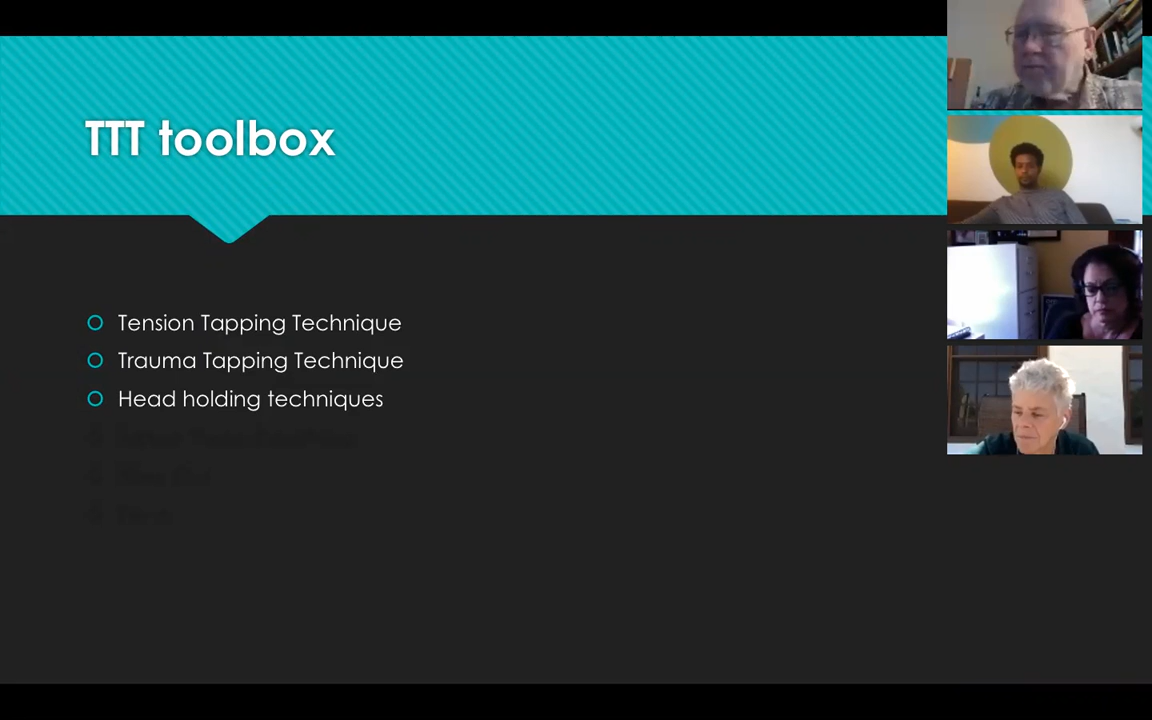 TTT toolbox
Tension Tapping Technique
Trauma Tapping Technique
Head holding techniques